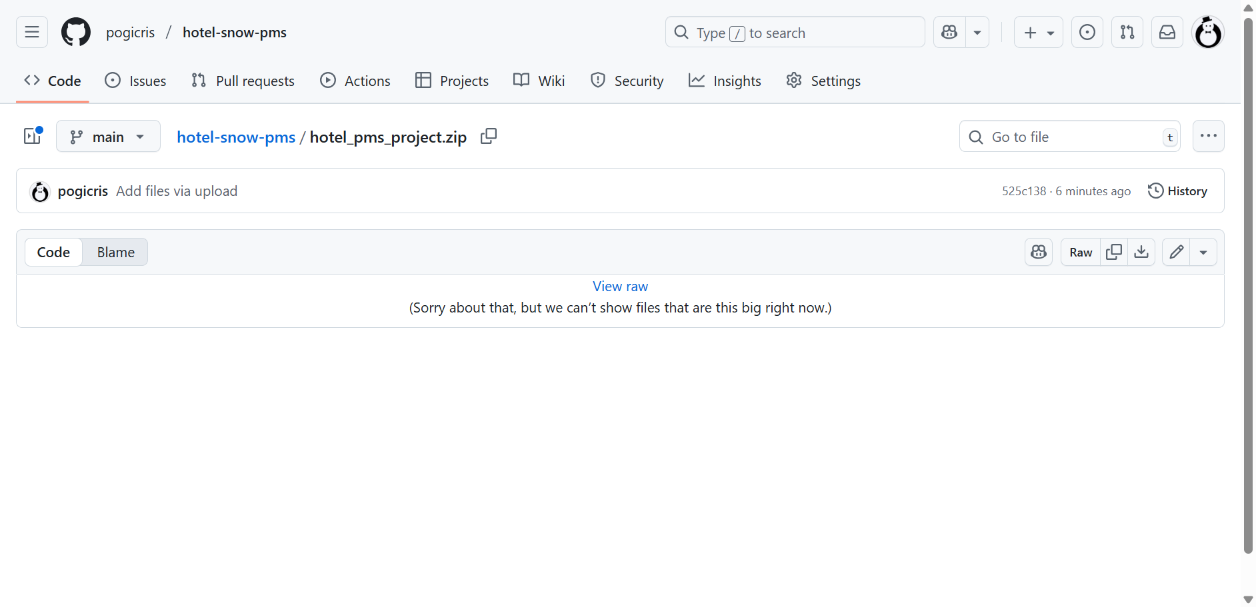 pogicris / hotel-snow-pms
Type / to search
Code Issues Pull requests Actions Projects Wiki Security Insights Settings
main hotel-snow-pms / hotel_pms_project.zip
Go to file t
pogicris Add files via upload
525c138 · 6 minutes ago History
Code Blame
Raw
View raw
(Sorry about that, but we can’t show files that are this big right now.)